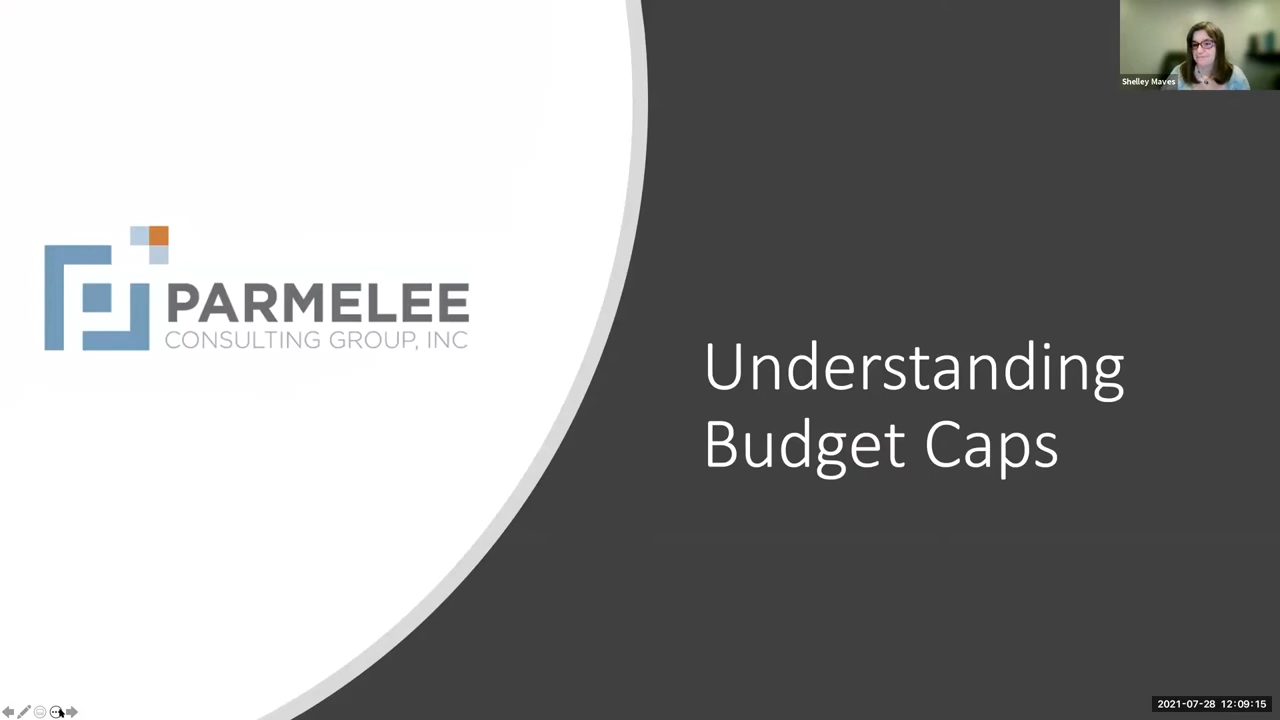 Shelley Mayes
PARMELEE
CONSULTING GROUP, INC
Understanding
Budget Caps
2021-07-28 12:09:15